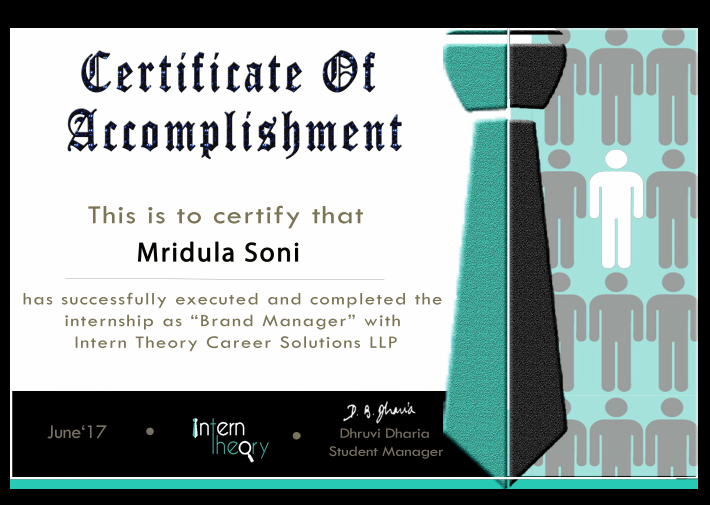 Certificate Of
Accomplishment
This is to certify that
Mridula Soni
has successfully executed and completed the
internship as “Brand Manager” with
Intern Theory Career Solutions LLP
June‘17
intern
Theory
D. B. Dharia
Dhruvi Dharia
Student Manager